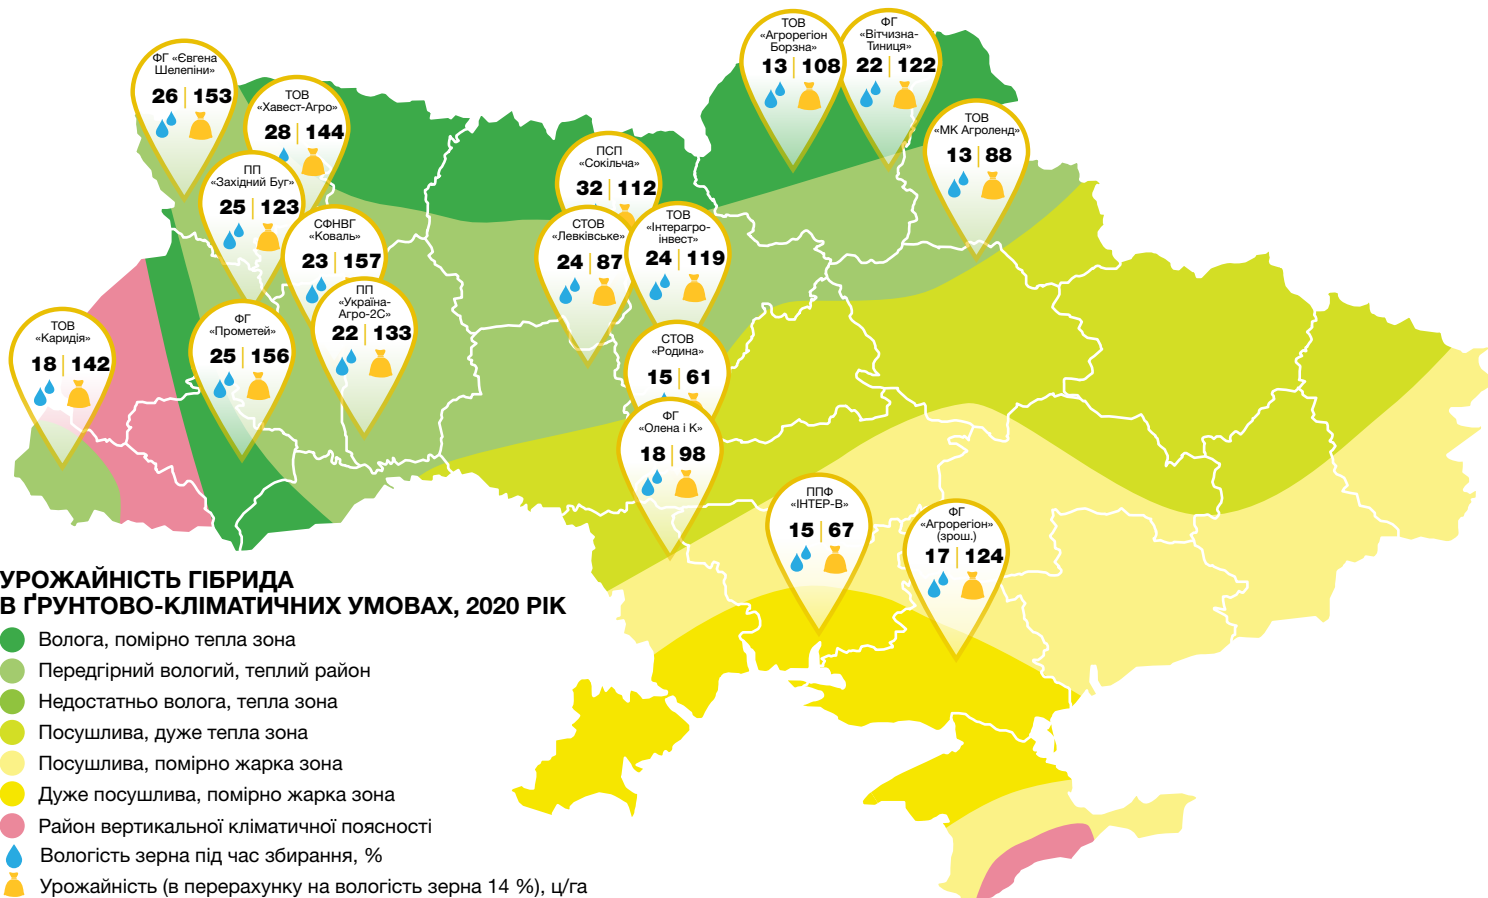 ФГ «Євгена
Шелепіни»
26 | 153
ТОВ
«Хавест-Агро»
28 | 144
ПП
«Західний Буг»
25 | 123
СФНВГ
«Коваль»
23 | 157
ПП
«Україна-
Агро-2С»
22 | 133
ФГ
«Прометей»
25 | 156
ТОВ
«Каридія»
18 | 142
ПСП
«Сокільча»
32 | 112
СТОВ
«Левківське»
24 | 87
ТОВ
«Інтерагро-
інвест»
24 | 119
ТОВ
«Агрорегіон
Борзна»
13 | 108
ФГ
«Вітчизна-
Тиниця»
22 | 122
ТОВ
«МК Агроленд»
13 | 88
СТОВ
«Родина»
15 | 61
ФГ
«Олена і К»
18 | 98
ППФ
«ІНТЕР-В»
15 | 67
ФГ
«Агрорегіон»
(зрош.)
17 | 124
УРОЖАЙНІСТЬ ГІБРИДА
В ҐРУНТОВО-КЛІМАТИЧНИХ УМОВАХ, 2020 РІК
Волога, помірно тепла зона
Передгірний вологий, теплий район
Недостатньо волога, тепла зона
Посушлива, дуже тепла зона
Посушлива, помірно жарка зона
Дуже посушлива, помірно жарка зона
Район вертикальної кліматичної поясності
Вологість зерна під час збирання, %
Урожайність (в перерахунку на вологість зерна 14 %), ц/га